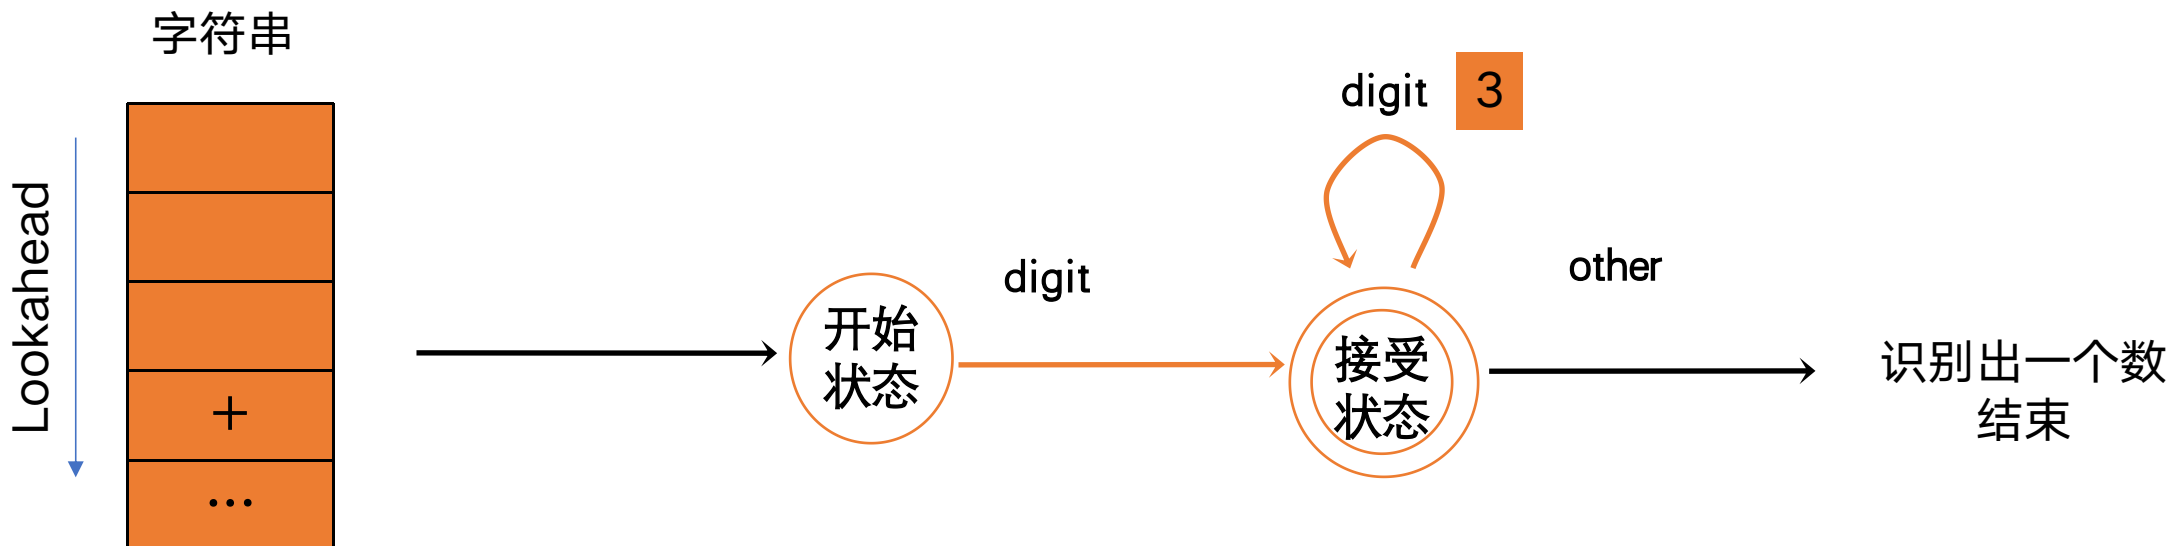 字符串
Lookahead
+
...
开始
状态
digit
digit 3
接受
状态
other
识别出一个数
结束